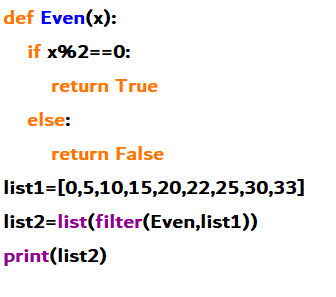 def Even(x):
if x%2==0:
return True
else:
return False
list1=[0,5,10,15,20,22,25,30,33]
list2=list(filter(Even,list1))
print(list2)